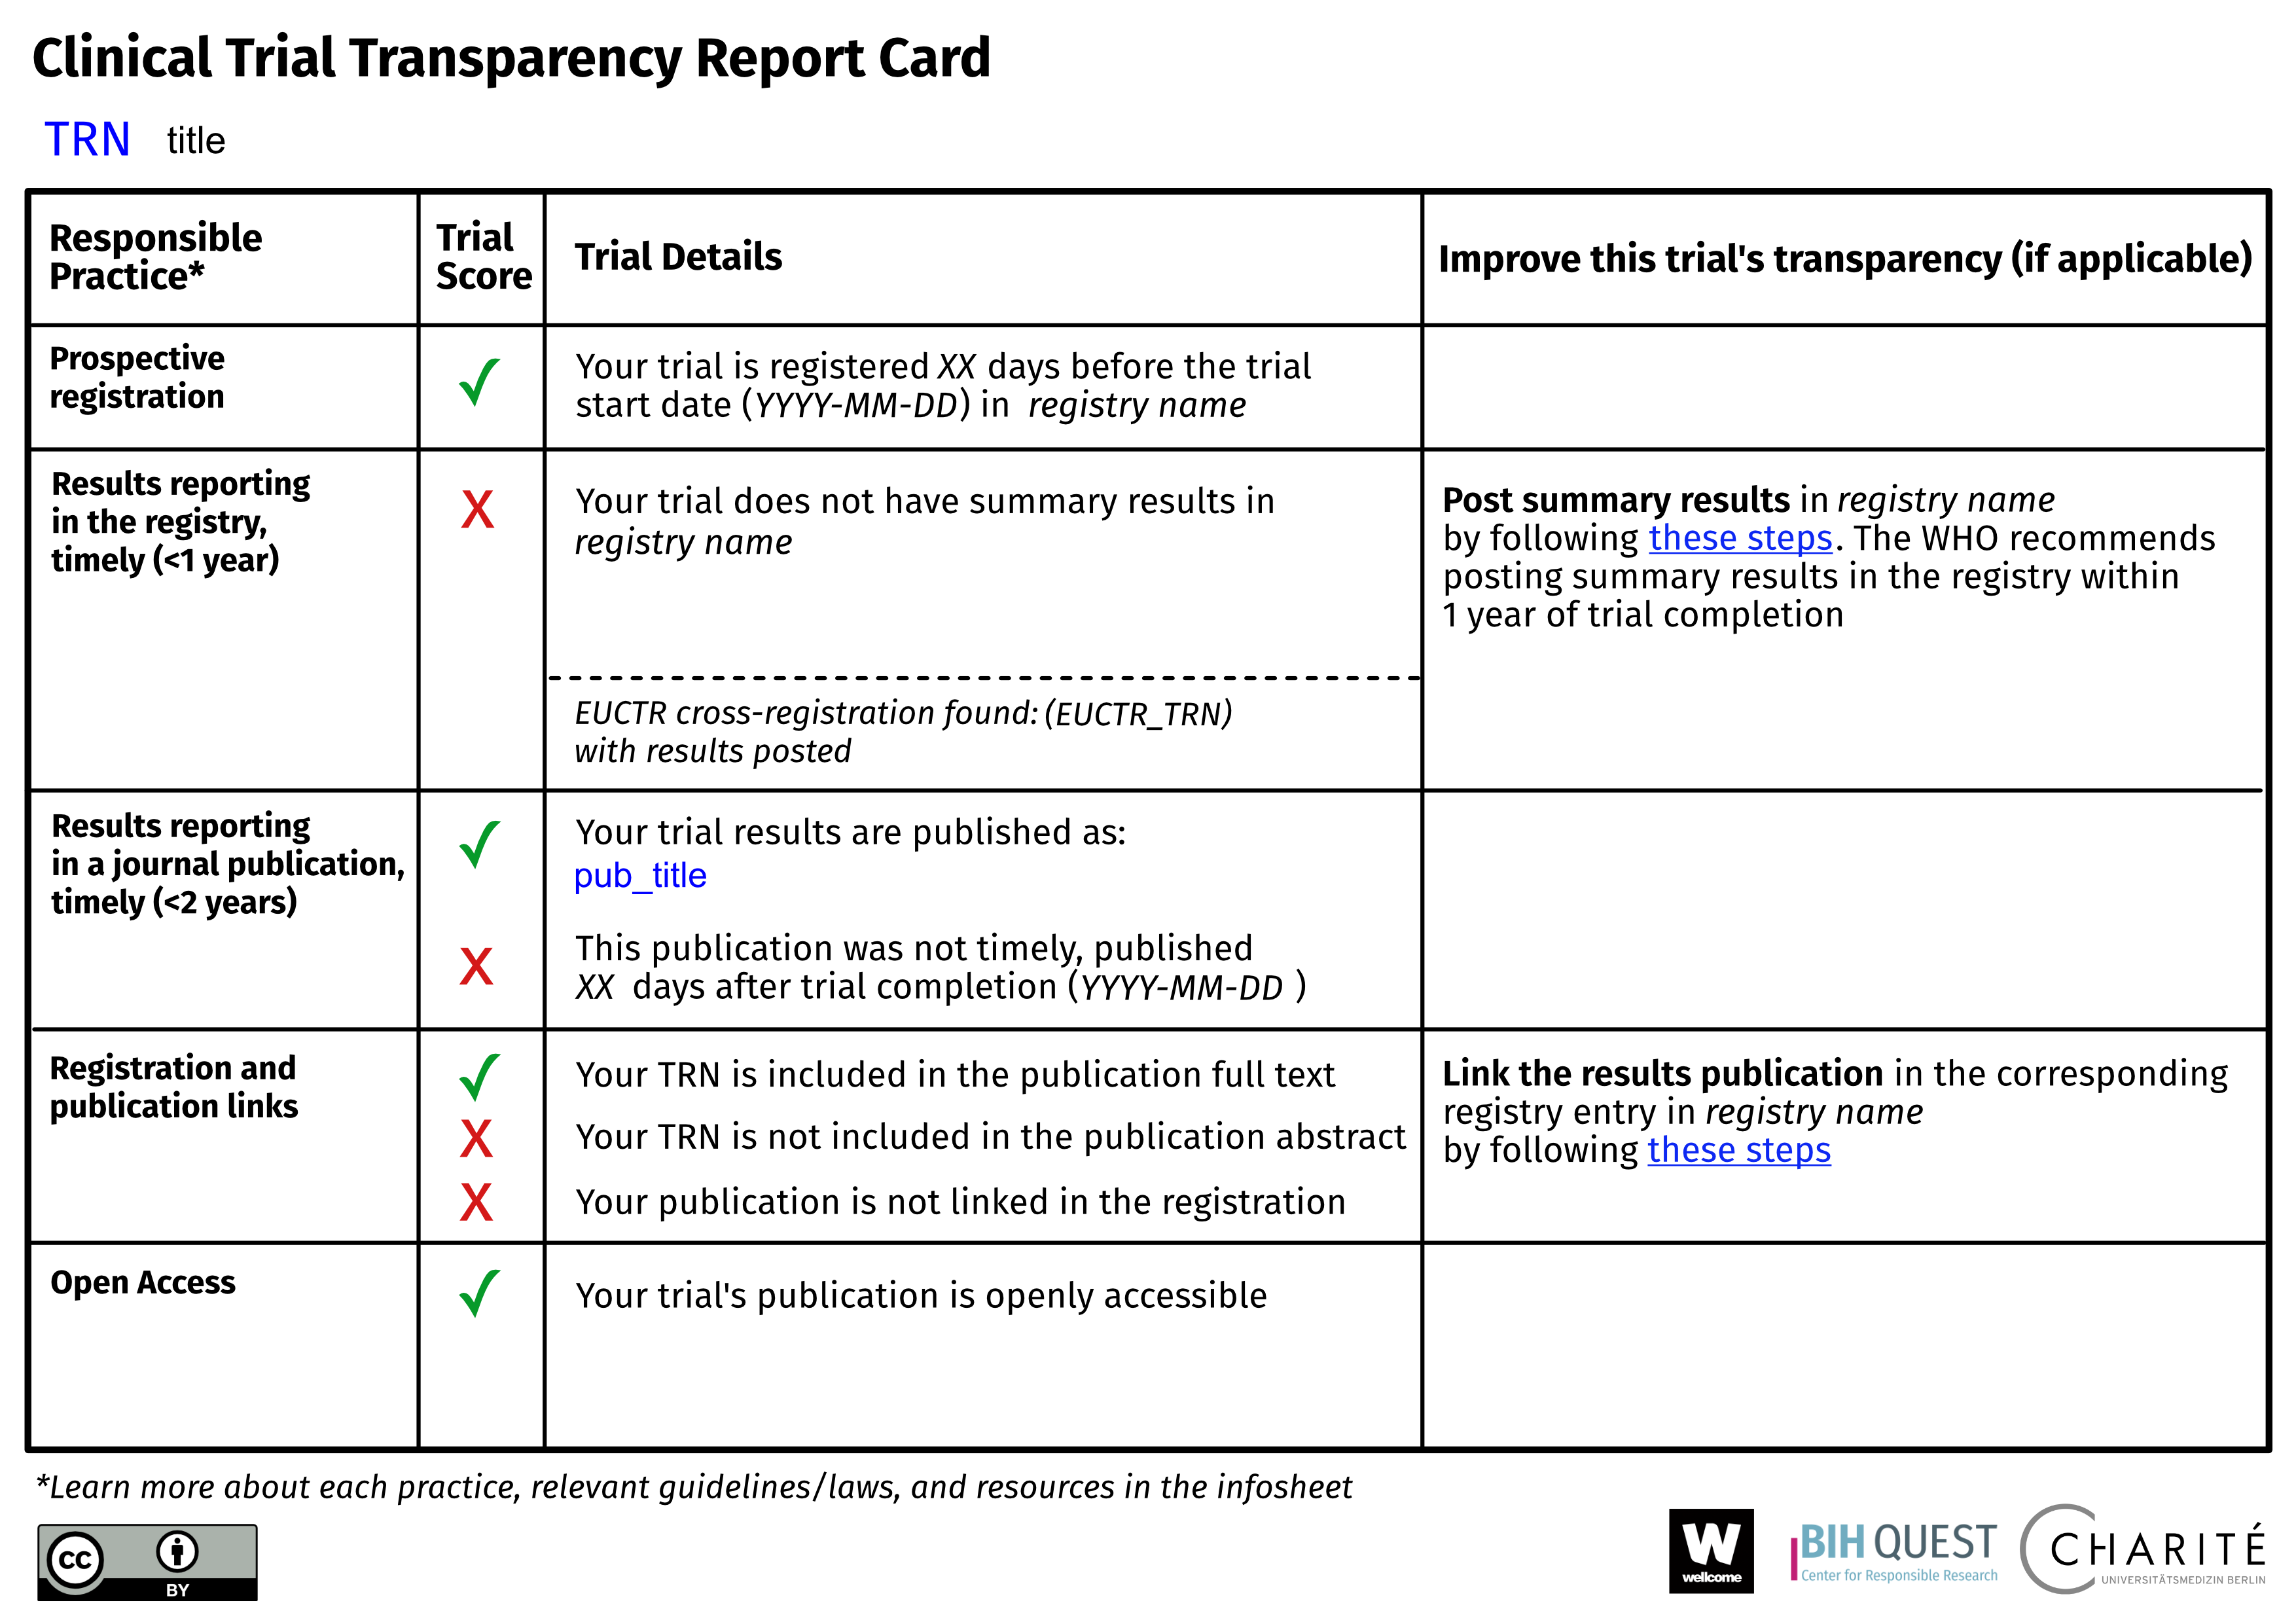 Clinical Trial Transparency Report Card
TRN title
Responsible
Practice*
Trial
Score
Trial Details
Improve this trial's transparency (if applicable)
Prospective
registration
✓
Your trial is registered XX days before the trial
start date (YYYY-MM-DD) in registry name
Results reporting
in the registry,
timely (<1 year)
X
Your trial does not have summary results in
registry name
EUCTR cross-registration found: (EUCTR_TRN)
with results posted
Post summary results in registry name
by following these steps. The WHO recommends
posting summary results in the registry within
1 year of trial completion
Results reporting
in a journal publication,
timely (<2 years)
✓
Your trial results are published as:
pub_title
X
This publication was not timely, published
XX days after trial completion (YYYY-MM-DD )
Registration and
publication links
✓
Your TRN is included in the publication full text
X
Your TRN is not included in the publication abstract
X
Your publication is not linked in the registration
Link the results publication in the corresponding
registry entry in registry name
by following these steps
Open Access
✓
Your trial's publication is openly accessible
*Learn more about each practice, relevant guidelines/laws, and resources in the infosheet
CC
BY
W
wellcome
BIH QUEST
Center for Responsible Research
CHARITÉ
UNIVERSITÄTSMEDIZIN BERLIN